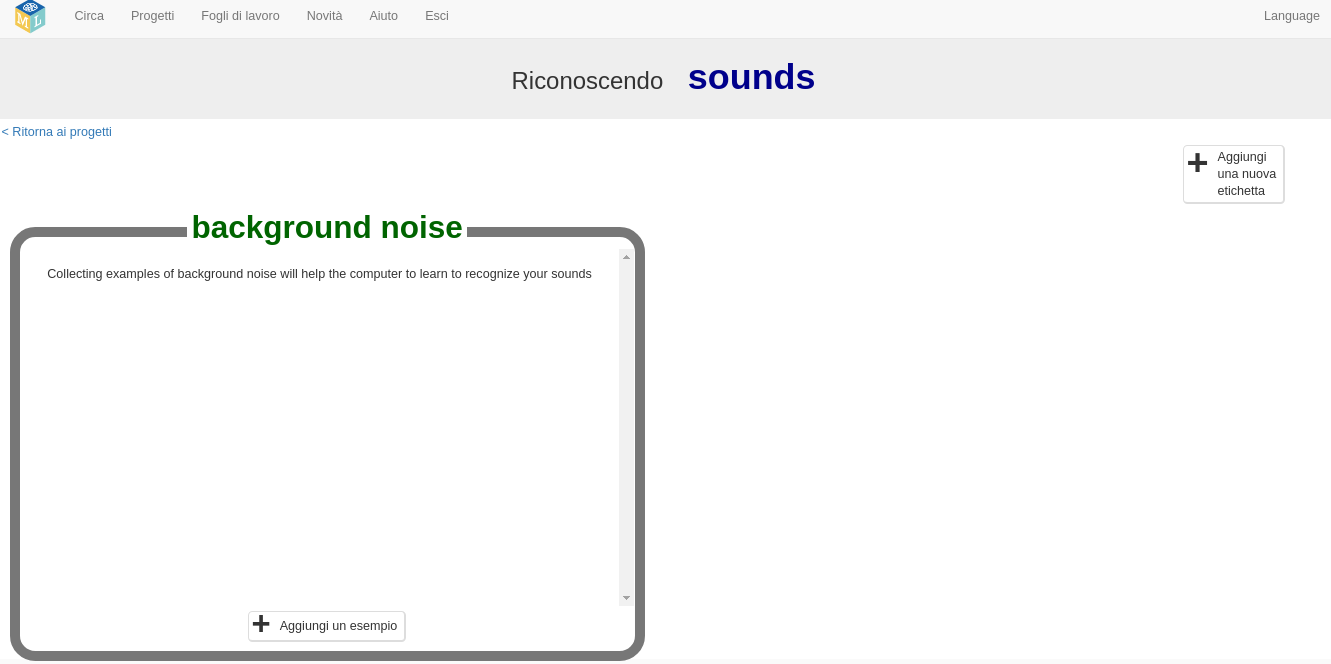 Circa Progetti Fogli di lavoro Novità Aiuto Esci Language
Riconoscendo sounds
< Ritorna ai progetti
Aggiungi
una nuova
etichetta
background noise
Collecting examples of background noise will help the computer to learn to recognize your sounds
Aggiungi un esempio